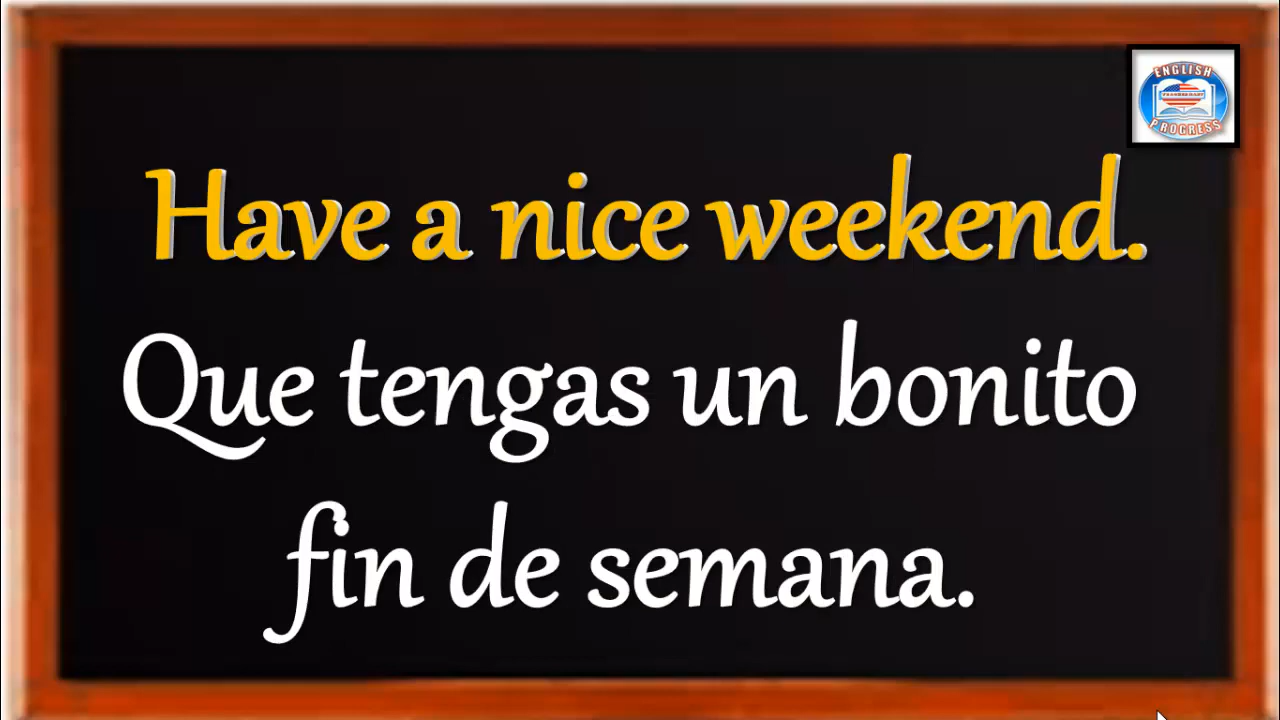 ENGLISH
PROGRESS
Have a nice weekend.
Que tengas un bonito
fin de semana.